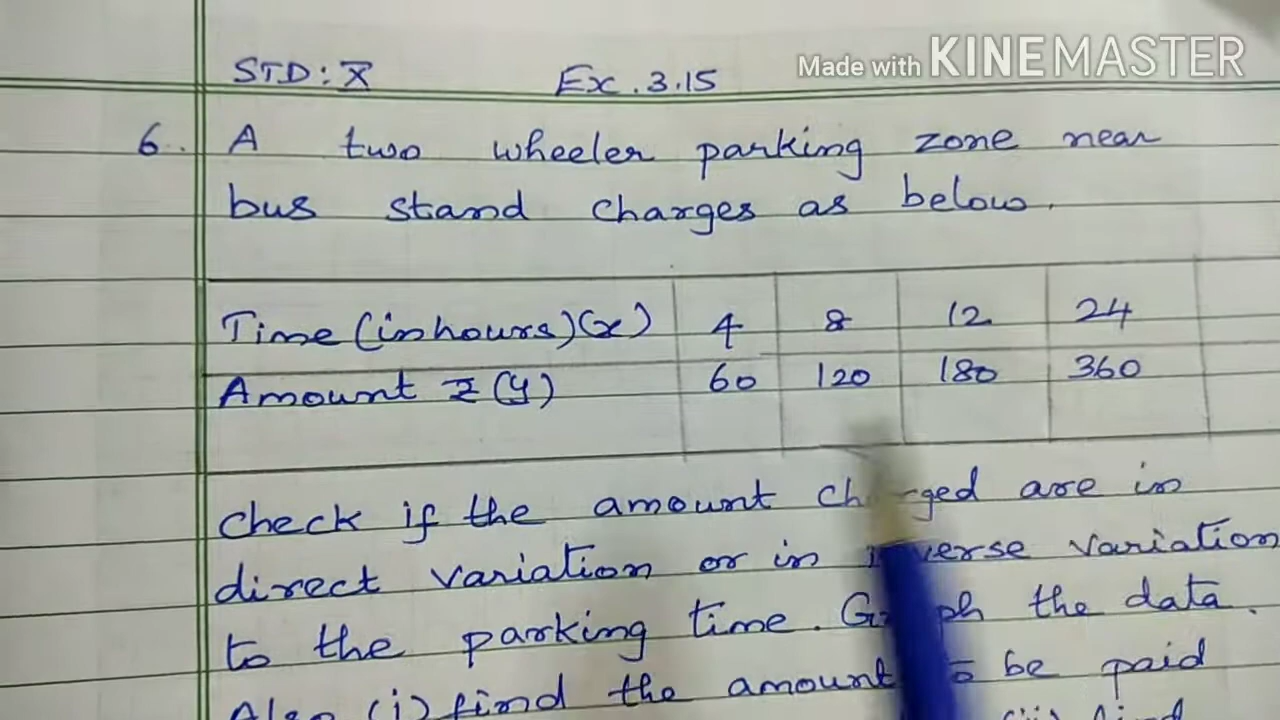 Made with KINEMASTER
STD: X Ex. 3.15
6. A two wheeler parking zone near
bus stand charges as below.
Time (in hours) (x) 4 8 12 24
Amount ₹ (y) 60 120 180 360
check if the amount are in
direct variation or in variation
to the parking time. the data.
Also (i) find the amount be paid
(ii) find